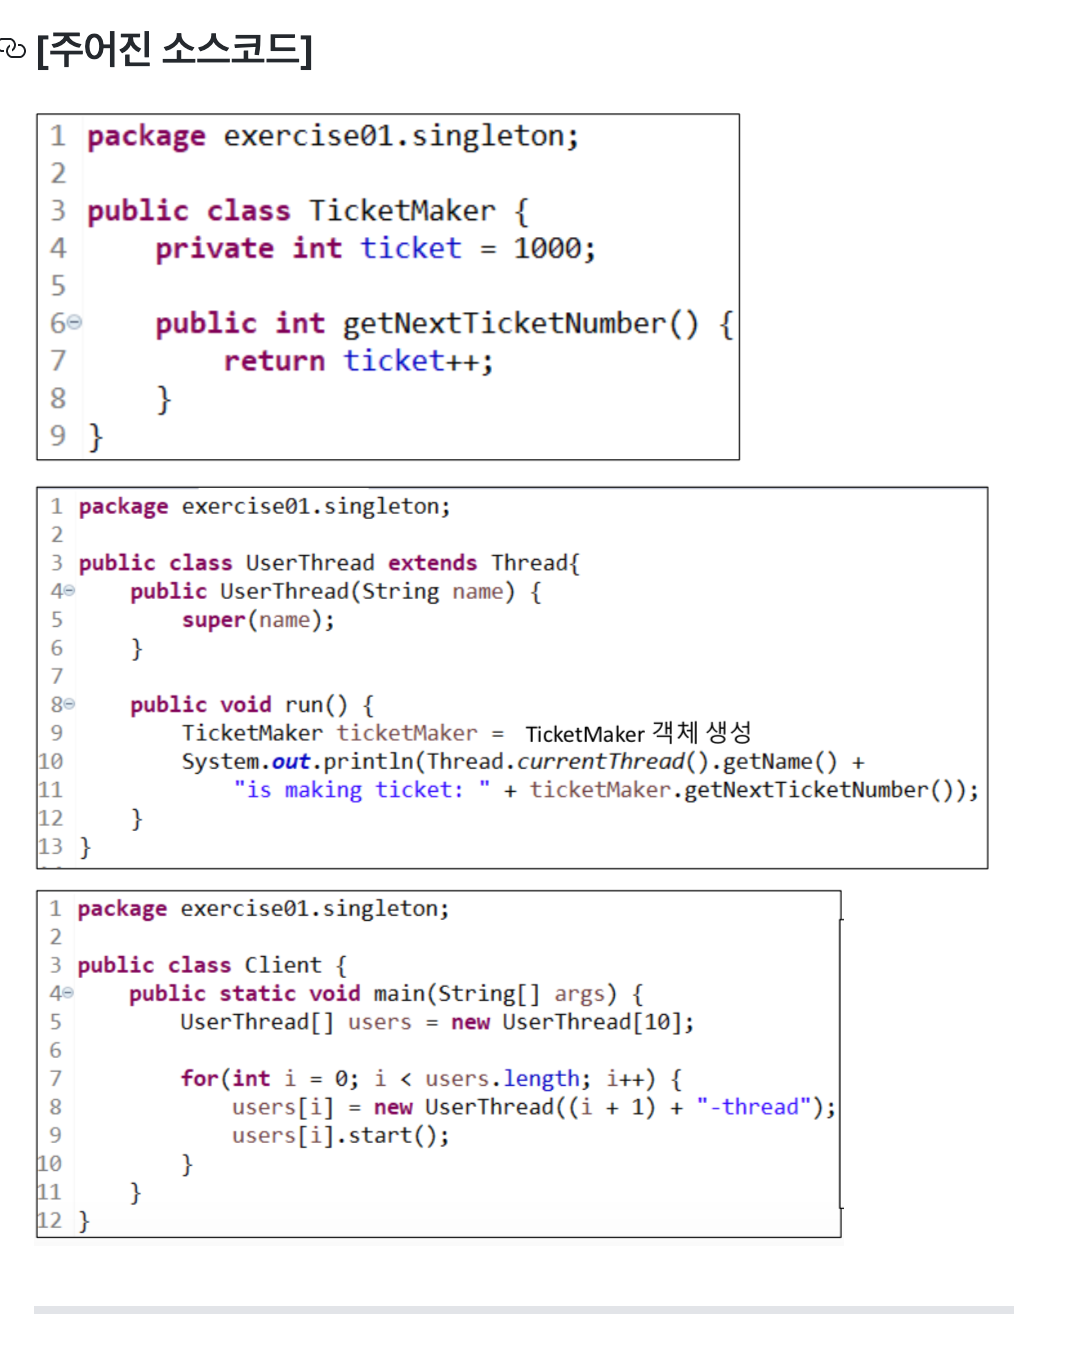 [주어진 소스코드]
1 package exercise01.singleton;
2
3 public class TicketMaker {
4     private int ticket = 1000;
5
6     public int getNextTicketNumber() {
7         return ticket++;
8     }
9 }
1 package exercise01.singleton;
2
3 public class UserThread extends Thread{
4     public UserThread(String name) {
5         super(name);
6     }
7
8     public void run() {
9         TicketMaker ticketMaker = TicketMaker 객체 생성
10         System.out.println(Thread.currentThread().getName() +
11             "is making ticket: " + ticketMaker.getNextTicketNumber());
12     }
13 }
1 package exercise01.singleton;
2
3 public class Client {
4     public static void main(String[] args) {
5         UserThread[] users = new UserThread[10];
6
7         for(int i = 0; i < users.length; i++) {
8             users[i] = new UserThread((i + 1) + "-thread");
9             users[i].start();
10         }
11     }
12 }